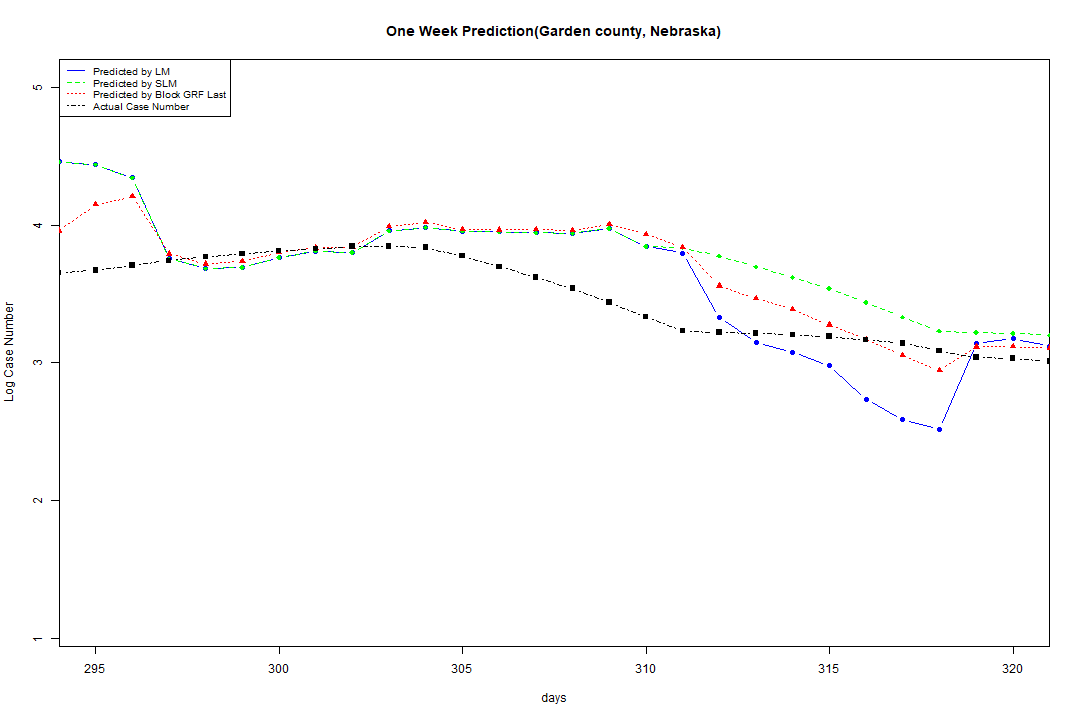 One Week Prediction(Garden county, Nebraska)
Predicted by LM
Predicted by SLM
Predicted by Block GRF Last
Actual Case Number
5
4
3
2
1
Log Case Number
295 300 305 310 315 320
days